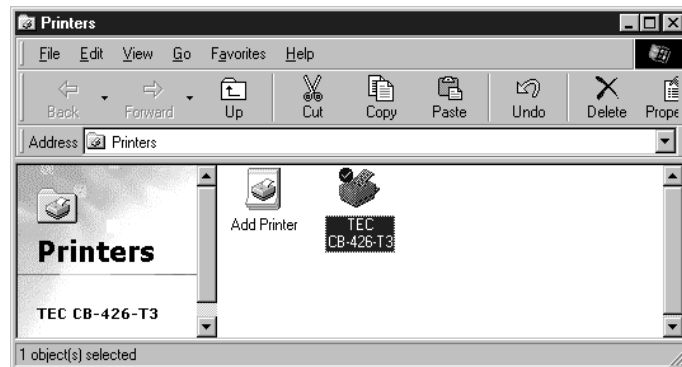 Printers
File Edit View Go Favorites Help
Back Forward Up Cut Copy Paste Undo Delete Prope
Address Printers
Printers
TEC CB-426-T3
Add Printer
TEC
CB-426-T3
1 object(s) selected